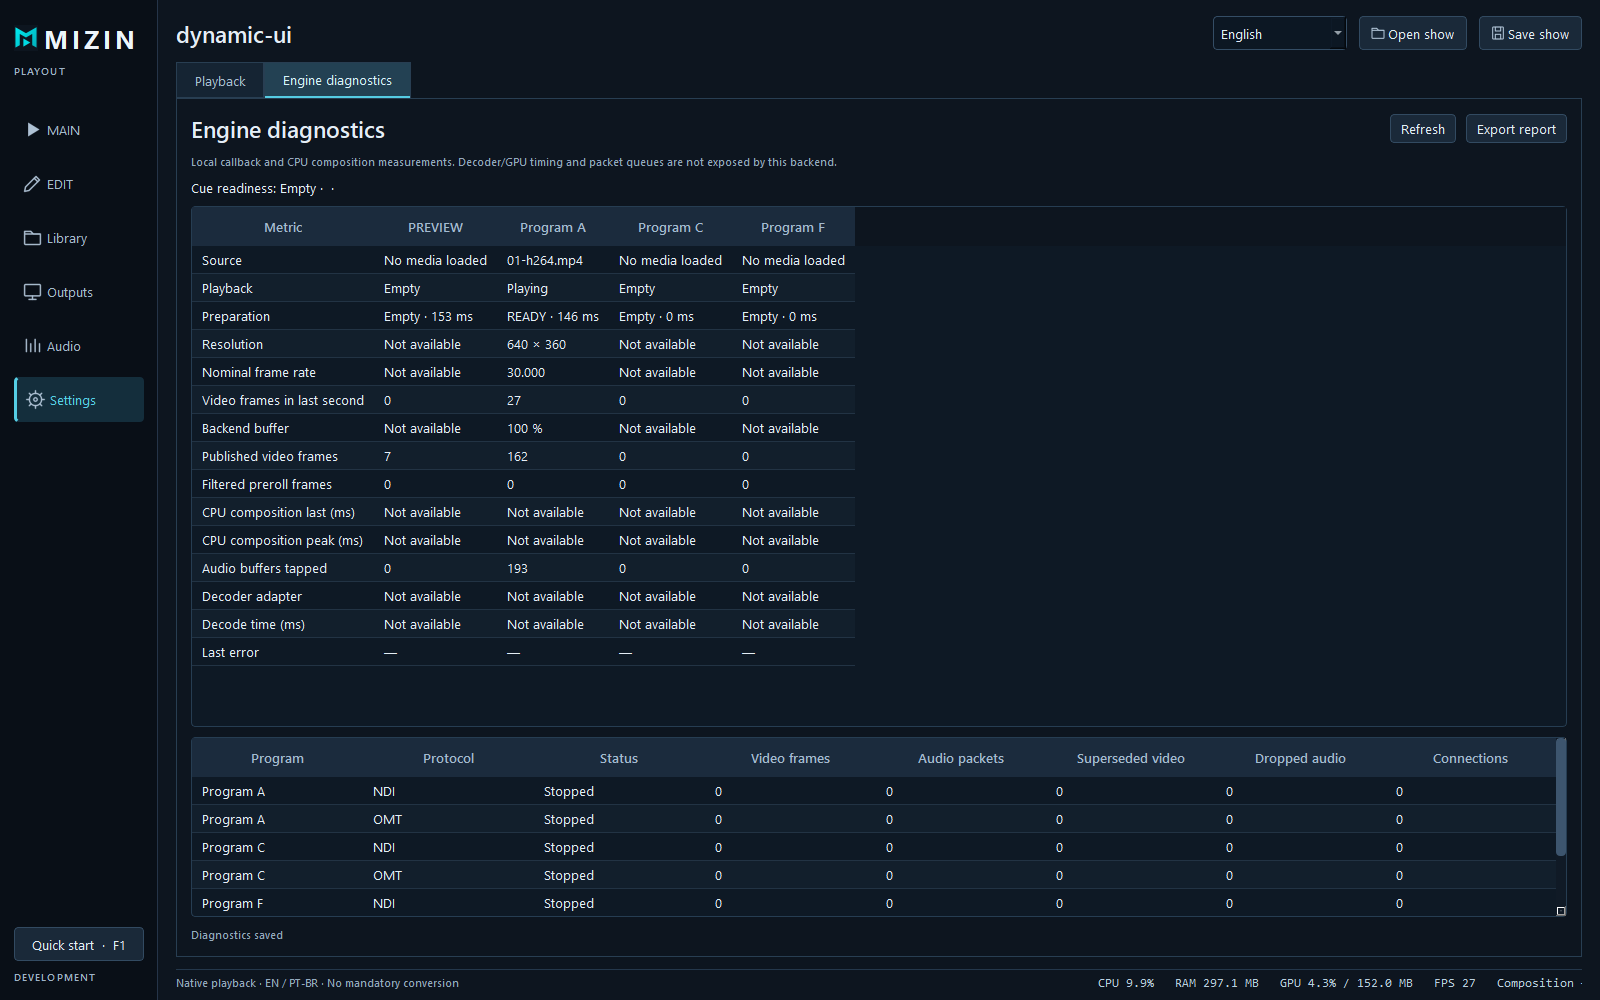 MIZIN
PLAYOUT
MAIN
EDIT
Library
Outputs
Audio
Settings
Quick start · F1
DEVELOPMENT
dynamic-ui
English
Open show
Save show
Playback
Engine diagnostics
Engine diagnostics
Refresh
Export report
Local callback and CPU composition measurements. Decoder/GPU timing and packet queues are not exposed by this backend.
Cue readiness: Empty · ·
Metric PREVIEW Program A Program C Program F
Source No media loaded 01-h264.mp4 No media loaded No media loaded
Playback Empty Playing Empty Empty
Preparation Empty · 153 ms READY · 146 ms Empty · 0 ms Empty · 0 ms
Resolution Not available 640 × 360 Not available Not available
Nominal frame rate Not available 30.000 Not available Not available
Video frames in last second 0 27 0 0
Backend buffer Not available 100 % Not available Not available
Published video frames 7 162 0 0
Filtered preroll frames 0 0 0 0
CPU composition last (ms) Not available Not available Not available Not available
CPU composition peak (ms) Not available Not available Not available Not available
Audio buffers tapped 0 193 0 0
Decoder adapter Not available Not available Not available Not available
Decode time (ms) Not available Not available Not available Not available
Last error — — — —
Program Protocol Status Video frames Audio packets Superseded video Dropped audio Connections
Program A NDI Stopped 0 0 0 0 0
Program A OMT Stopped 0 0 0 0 0
Program C NDI Stopped 0 0 0 0 0
Program C OMT Stopped 0 0 0 0 0
Program F NDI Stopped 0 0 0 0 0
Diagnostics saved
Native playback · EN / PT-BR · No mandatory conversion
CPU 9.9% RAM 297.1 MB GPU 4.3% / 152.0 MB FPS 27 Composition ·